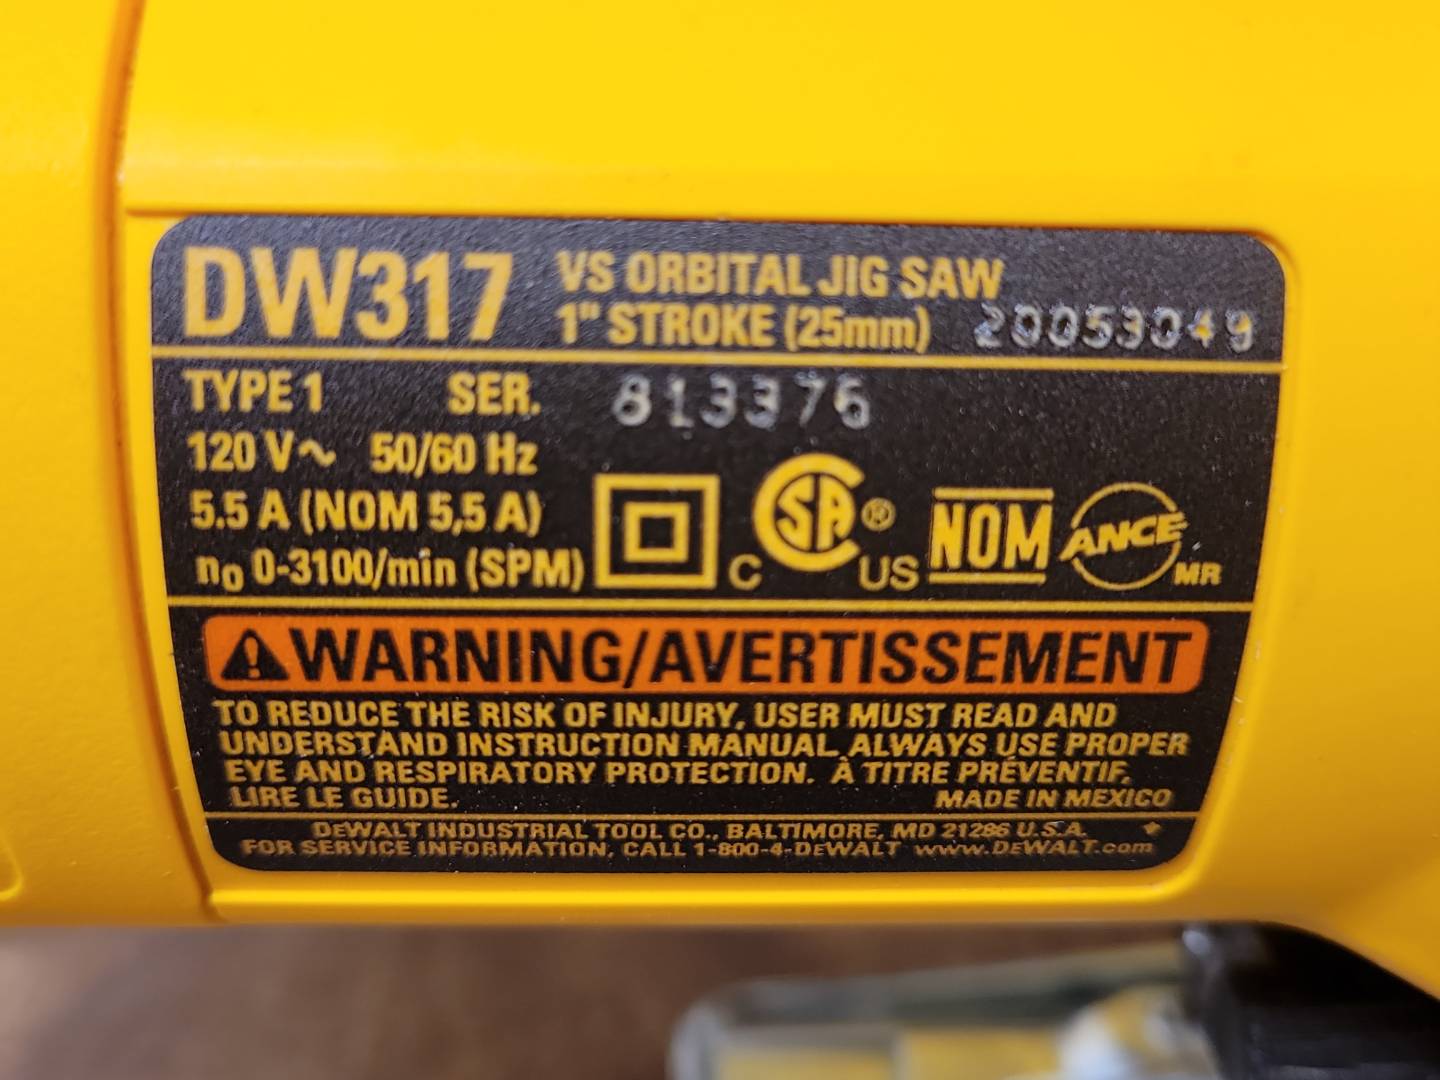 DW317 VS ORBITAL JIG SAW
1" STROKE (25mm) 20053049
TYPE 1 SER. 813376
120 V~ 50/60 Hz
5.5 A (NOM 5,5 A)
n₀ 0-3100/min (SPM)
C SA ® US NOM ANCE MR
WARNING/AVERTISSEMENT
TO REDUCE THE RISK OF INJURY, USER MUST READ AND
UNDERSTAND INSTRUCTION MANUAL. ALWAYS USE PROPER
EYE AND RESPIRATORY PROTECTION. À TITRE PRÉVENTIF,
LIRE LE GUIDE. MADE IN MEXICO
DEWALT INDUSTRIAL TOOL CO., BALTIMORE, MD 21286 U.S.A.
FOR SERVICE INFORMATION, CALL 1-800-4-DEWALT www.DEWALT.com